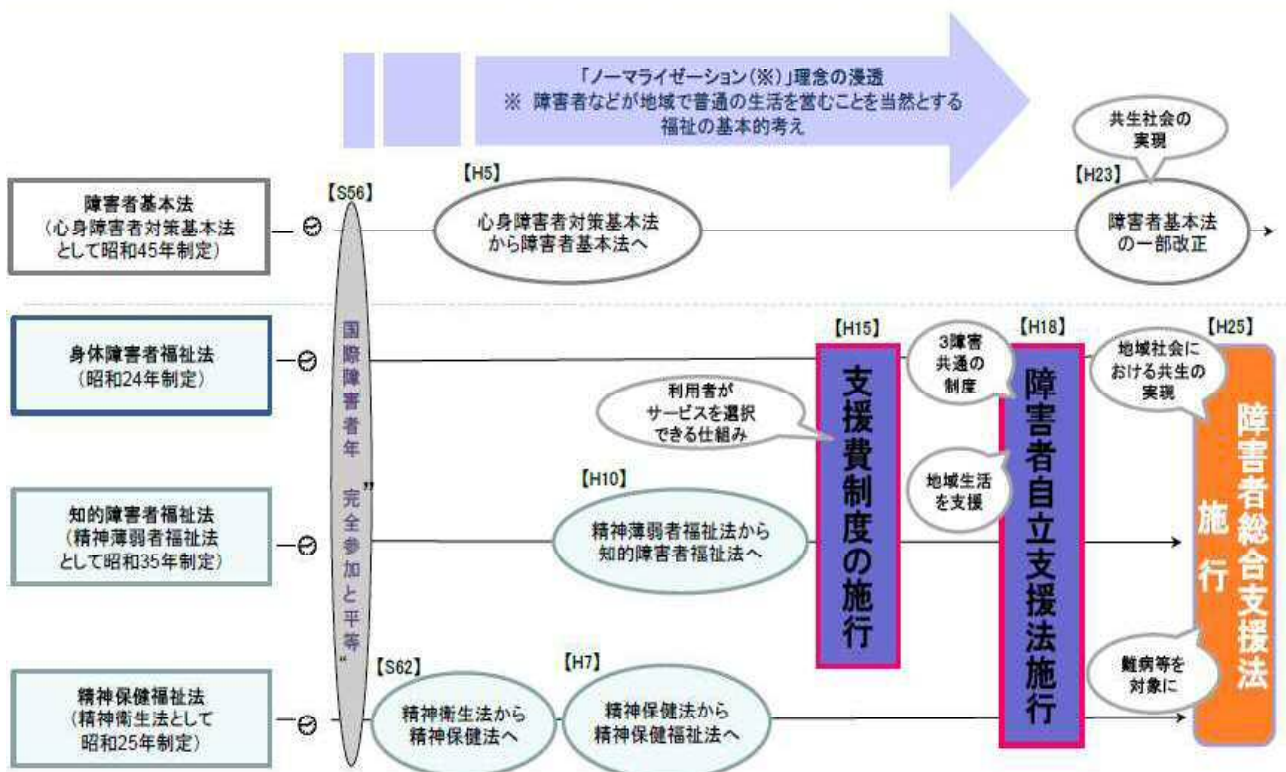 「ノーマライゼーション(※)」理念の浸透
※ 障害者などが地域で普通の生活を営むことを当然とする
福祉の基本的考え
共生社会の
実現
【S56】
【H5】
【H23】
障害者基本法
(心身障害者対策基本法
として昭和45年制定)
心身障害者対策基本法
から障害者基本法へ
障害者基本法
の一部改正
国際障害者年 “完全参加と平等”
身体障害者福祉法
(昭和24年制定)
【H15】
支援費制度の施行
利用者が
サービスを選択
できる仕組み
3障害
共通の
制度
地域生活
を支援
【H18】
障害者自立支援法施行
地域社会に
おける共生の
実現
【H25】
障害者総合支援法
施行
難病等を
対象に
知的障害者福祉法
(精神薄弱者福祉法
として昭和35年制定)
【H10】
精神薄弱者福祉法から
知的障害者福祉法へ
精神保健福祉法
(精神衛生法として
昭和25年制定)
【S62】
精神衛生法から
精神保健法へ
【H7】
精神保健法から
精神保健福祉法へ